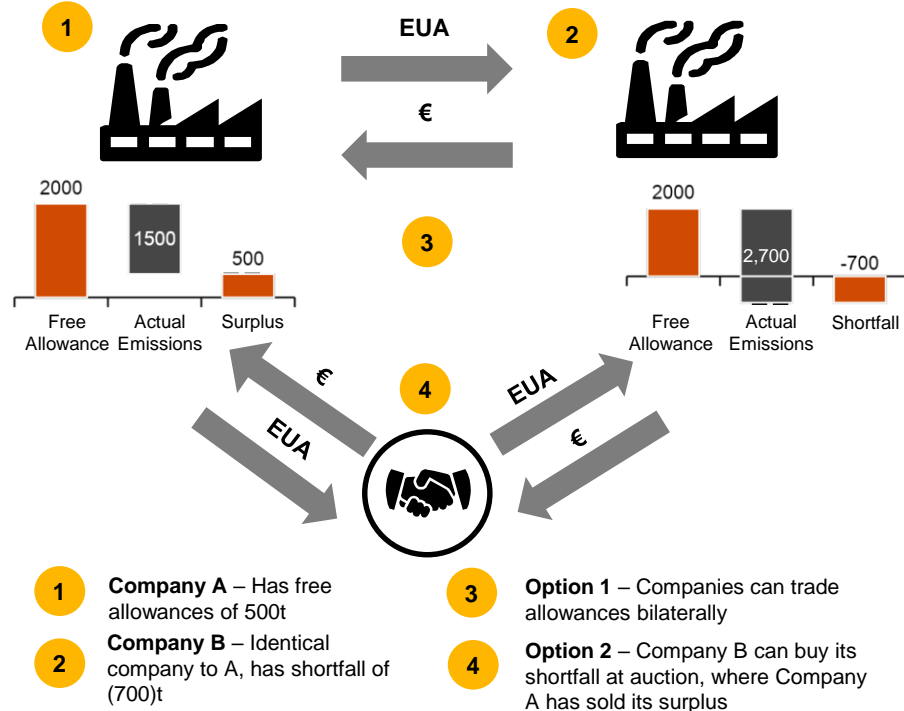 1
EUA
2
€
2000
1500
500
Free
Allowance
Actual
Emissions
Surplus
3
2000
2,700
-700
Free
Allowance
Actual
Emissions
Shortfall
€
EUA
4
EUA
€
1
Company A – Has free
allowances of 500t
2
Company B – Identical
company to A, has shortfall of
(700)t
3
Option 1 – Companies can trade
allowances bilaterally
4
Option 2 – Company B can buy its
shortfall at auction, where Company
A has sold its surplus